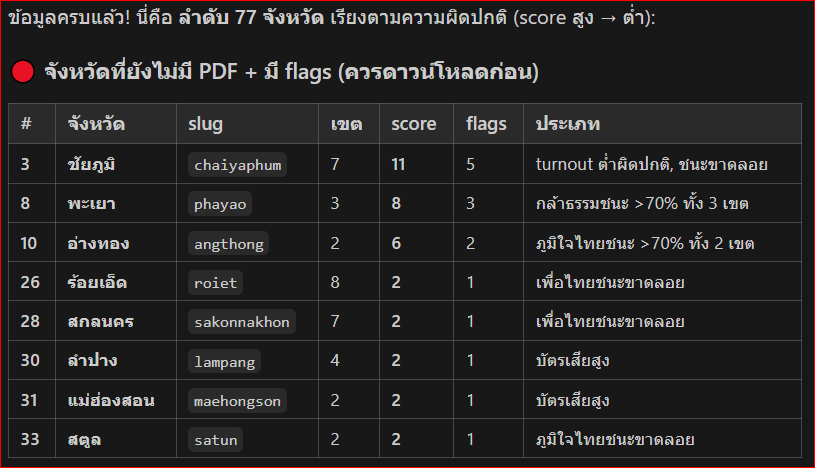 ข้อมูลครบแล้ว! นี่คือ ลำดับ 77 จังหวัด เรียงตามความผิดปกติ (score สูง → ต่ำ):
จังหวัดที่ยังไม่มี PDF + มี flags (ควรดาวน์โหลดก่อน)
# จังหวัด slug เขต score flags ประเภท
3 ชัยภูมิ chaiyaphum 7 11 5 turnout ต่ำผิดปกติ, ชนะขาดลอย
8 พะเยา phayao 3 8 3 กล้าธรรมชนะ >70% ทั้ง 3 เขต
10 อ่างทอง angthong 2 6 2 ภูมิใจไทยชนะ >70% ทั้ง 2 เขต
26 ร้อยเอ็ด roiet 8 2 1 เพื่อไทยชนะขาดลอย
28 สกลนคร sakonnakhon 7 2 1 เพื่อไทยชนะขาดลอย
30 ลำปาง lampang 4 2 1 บัตรเสียสูง
31 แม่ฮ่องสอน maehongson 2 2 1 บัตรเสียสูง
33 สตูล satun 2 2 1 ภูมิใจไทยชนะขาดลอย